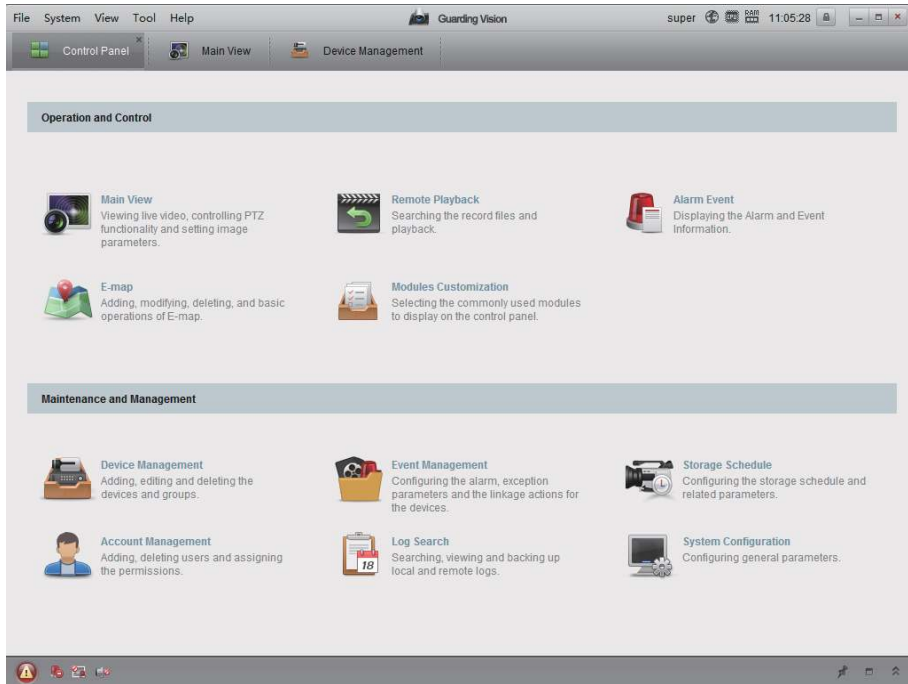 File System View Tool Help Guarding Vision super CPU RAM 11:05:28
Control Panel Main View Device Management
Operation and Control
Main View
Viewing live video, controlling PTZ
functionality and setting image
parameters.
Remote Playback
Searching the record files and
playback.
Alarm Event
Displaying the Alarm and Event
Information.
E-map
Adding, modifying, deleting, and basic
operations of E-map.
Modules Customization
Selecting the commonly used modules
to display on the control panel.
Maintenance and Management
Device Management
Adding, editing and deleting the
devices and groups.
Event Management
Configuring the alarm, exception
parameters and the linkage actions for
the devices.
Storage Schedule
Configuring the storage schedule and
related parameters.
Account Management
Adding, deleting users and assigning
the permissions.
Log Search
Searching, viewing and backing up
local and remote logs.
18
System Configuration
Configuring general parameters.